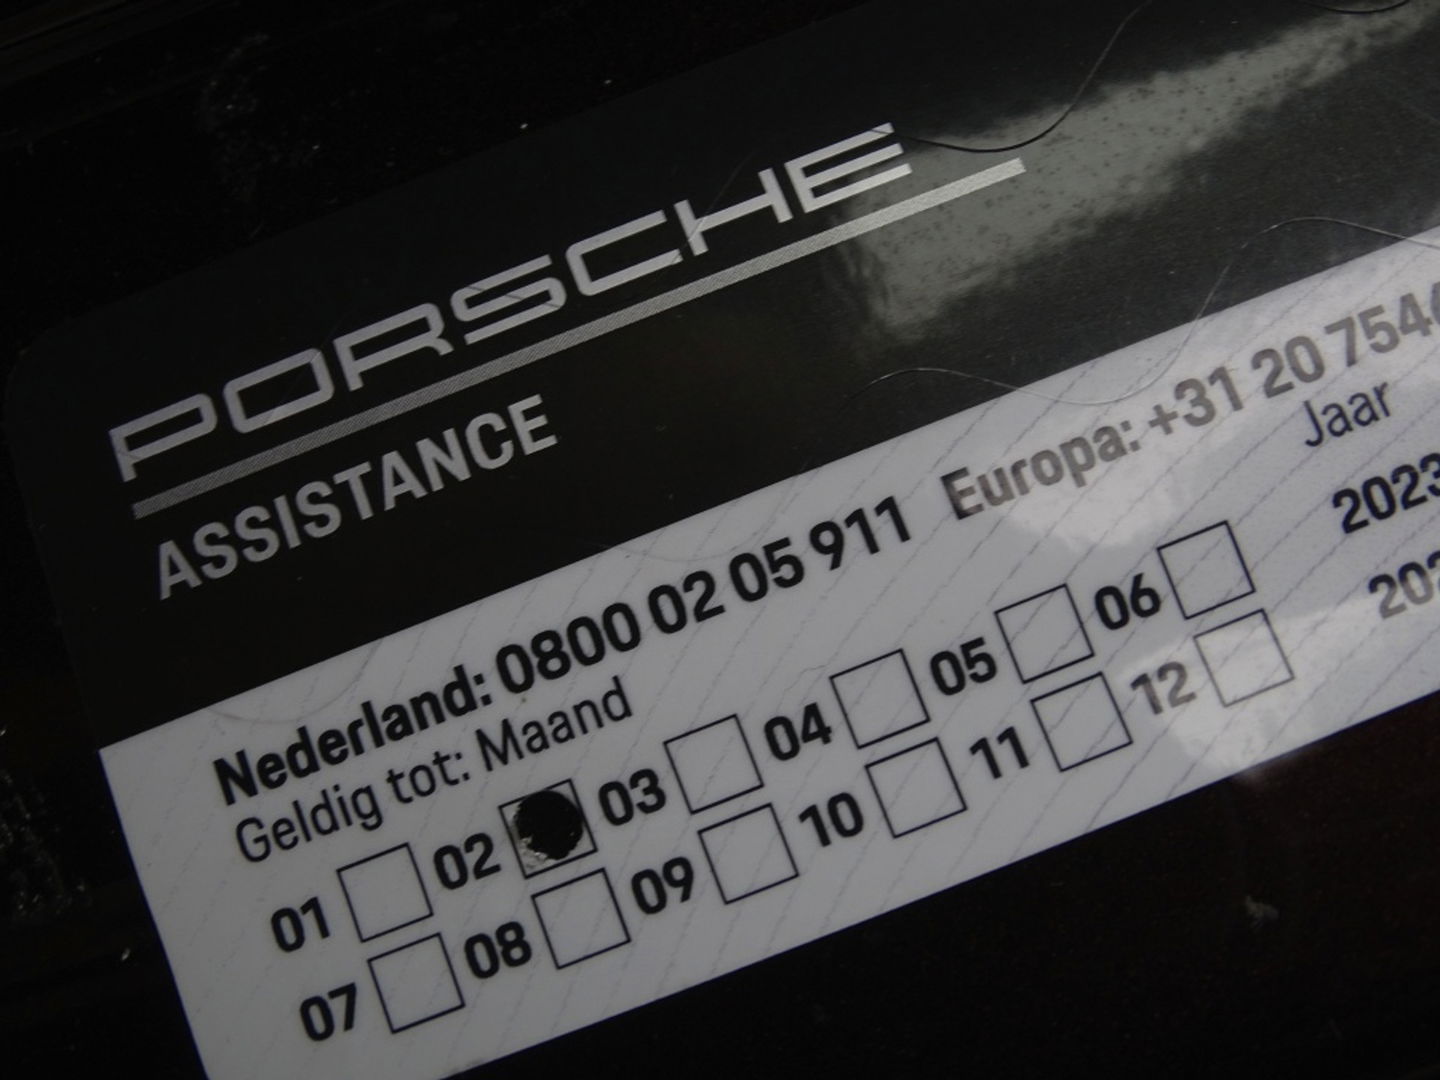 PORSCHE
ASSISTANCE
Nederland: 0800 02 05 911 Europa: +31 20 754
Geldig tot: Maand Jaar
01 02 03 04 05 06 2023
07 08 09 10 11 12